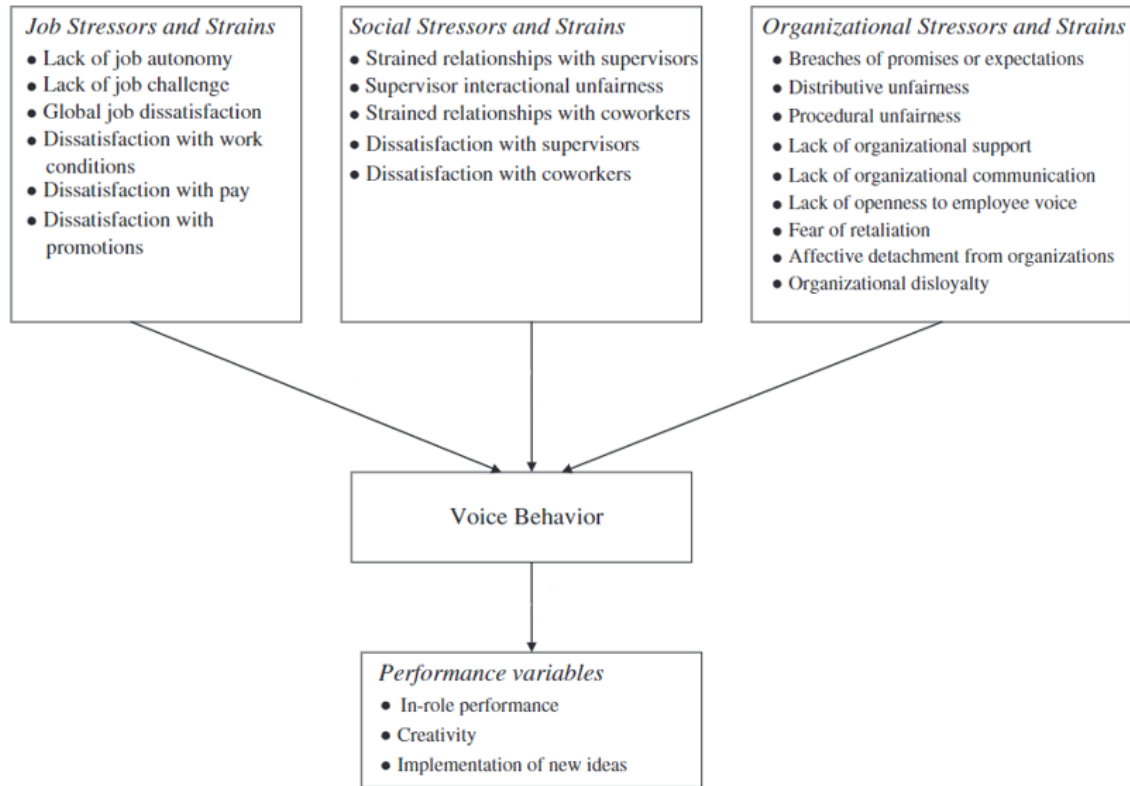 Job Stressors and Strains
● Lack of job autonomy
● Lack of job challenge
● Global job dissatisfaction
● Dissatisfaction with work
conditions
● Dissatisfaction with pay
● Dissatisfaction with
promotions
Social Stressors and Strains
● Strained relationships with supervisors
● Supervisor interactional unfairness
● Strained relationships with coworkers
● Dissatisfaction with supervisors
● Dissatisfaction with coworkers
Organizational Stressors and Strains
● Breaches of promises or expectations
● Distributive unfairness
● Procedural unfairness
● Lack of organizational support
● Lack of organizational communication
● Lack of openness to employee voice
● Fear of retaliation
● Affective detachment from organizations
● Organizational disloyalty
Voice Behavior
Performance variables
● In-role performance
● Creativity
● Implementation of new ideas